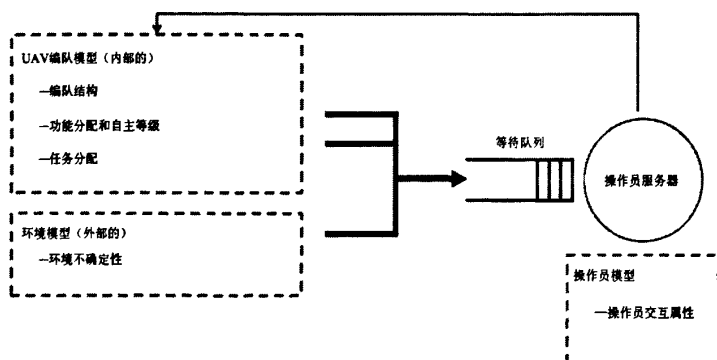 UAV编队模型（内部的）
—编队结构
—功能分配和自主等级
—任务分配
等待队列
操作员服务器
环境模型（外部的）
—环境不确定性
操作员模型
—操作员交互属性